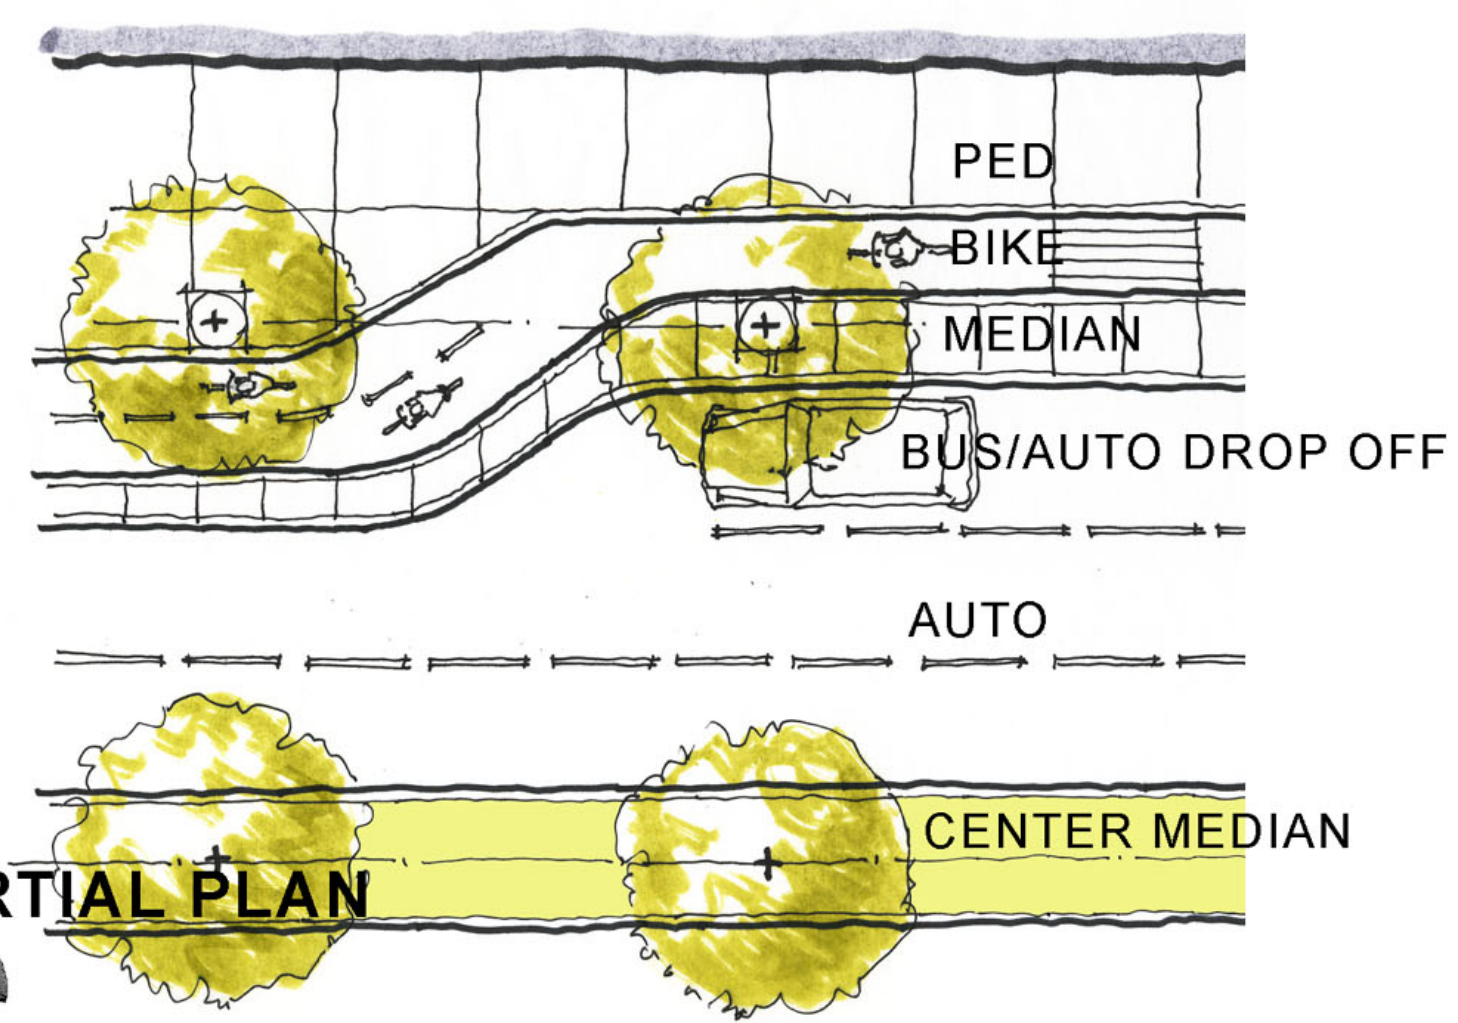 PED
BIKE
MEDIAN
BUS/AUTO DROP OFF
AUTO
CENTER MEDIAN
RTIAL PLAN